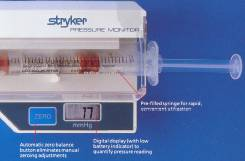 stryker
PRESSURE MONITOR
Pre-filled syringe for rapid,
convenient utilization
ZERO
77
mmHg
Automatic zero balance
button eliminates manual
zeroing adjustments
Digital display (with low
battery indicator) to
quantify pressure reading